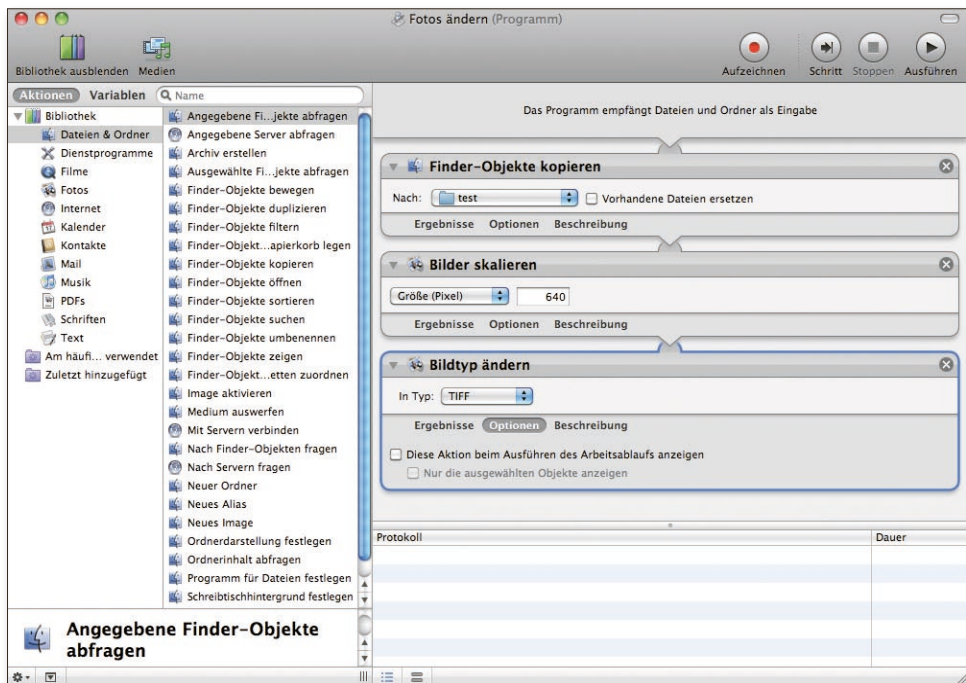 Fotos ändern (Programm)
Bibliothek ausblenden
Medien
Aufzeichnen
Schritt
Stoppen
Ausführen
Aktionen
Variablen
Name
Bibliothek
Dateien & Ordner
Dienstprogramme
Filme
Fotos
Internet
Kalender
Kontakte
Mail
Musik
PDFs
Schriften
Text
Am häufi... verwendet
Zuletzt hinzugefügt
Angegebene Fi...jekte abfragen
Angegebene Server abfragen
Archiv erstellen
Ausgewählte Fi...jekte abfragen
Finder-Objekte bewegen
Finder-Objekte duplizieren
Finder-Objekte filtern
Finder-Objekt...apierkorb legen
Finder-Objekte kopieren
Finder-Objekte öffnen
Finder-Objekte sortieren
Finder-Objekte suchen
Finder-Objekte umbenennen
Finder-Objekte zeigen
Finder-Objekt...etten zuordnen
Image aktivieren
Medium auswerfen
Mit Servern verbinden
Nach Finder-Objekten fragen
Nach Servern fragen
Neuer Ordner
Neues Alias
Neues Image
Ordnerdarstellung festlegen
Ordnerinhalt abfragen
Programm für Dateien festlegen
Schreibtischhintergrund festlegen
Angegebene Finder-Objekte
abfragen
Das Programm empfängt Dateien und Ordner als Eingabe
Finder-Objekte kopieren
Nach: test Vorhandene Dateien ersetzen
Ergebnisse Optionen Beschreibung
Bilder skalieren
Größe (Pixel) 640
Ergebnisse Optionen Beschreibung
Bildtyp ändern
In Typ: TIFF
Ergebnisse Optionen Beschreibung
Diese Aktion beim Ausführen des Arbeitsablaufs anzeigen
Nur die ausgewählten Objekte anzeigen
Protokoll Dauer